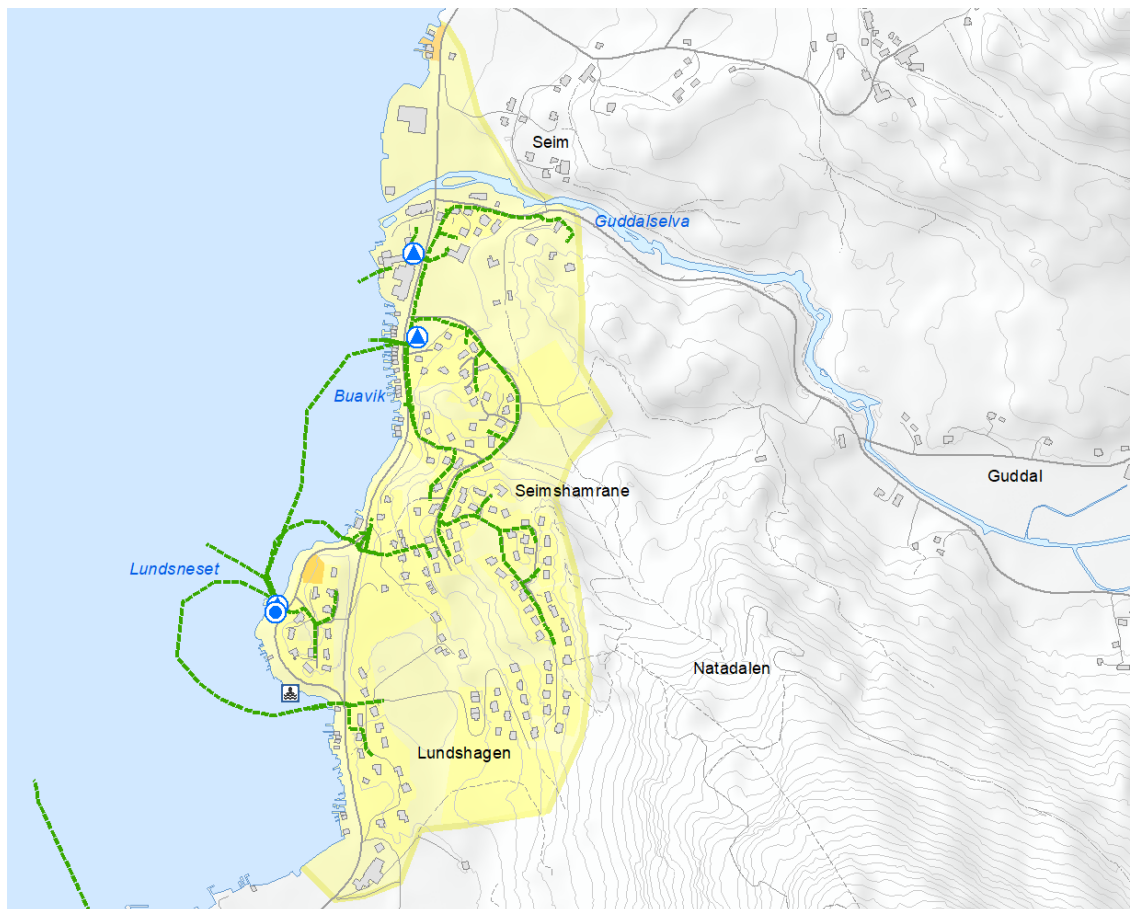 Seim
Guddalselva
Buavik
Guddal
Seimshamrane
Lundsneset
Natadalen
Lundshagen